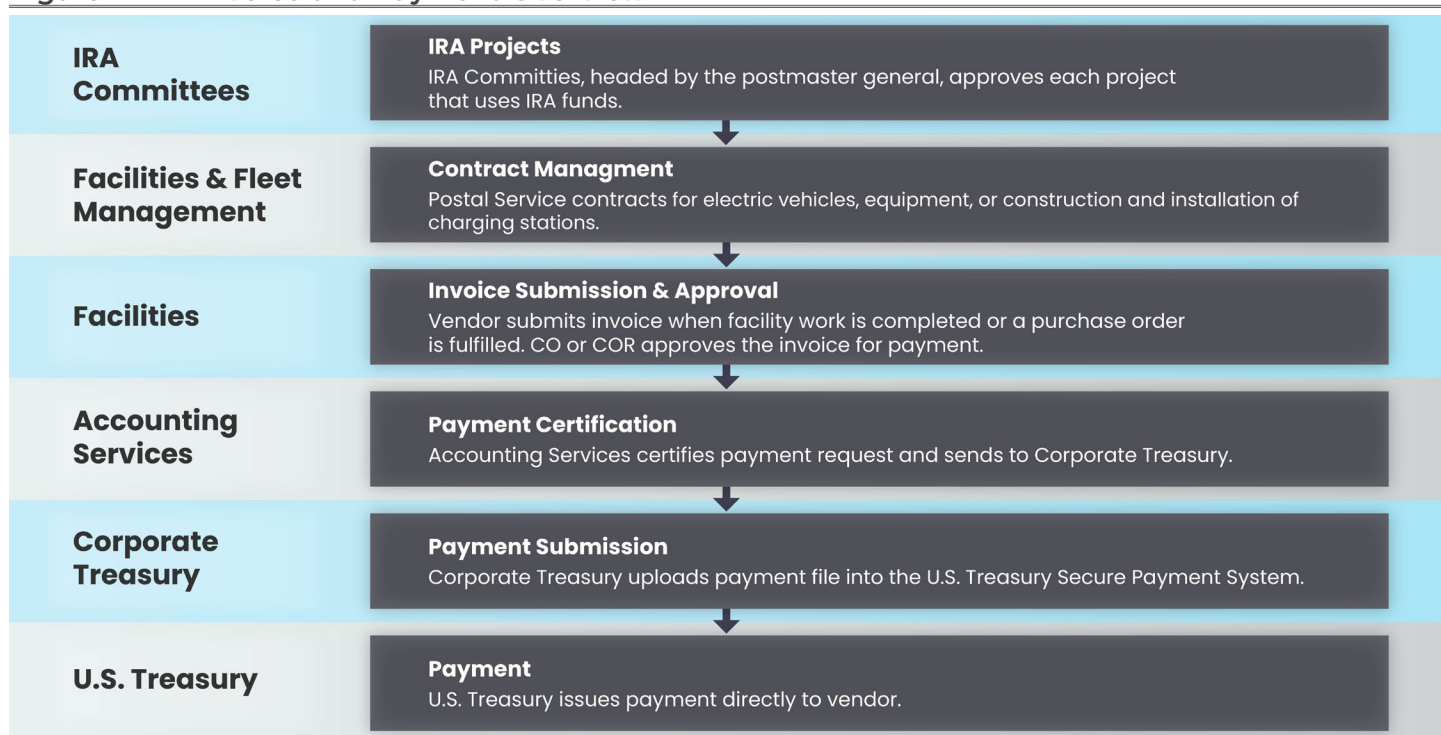 IRA
Committees
IRA Projects
IRA Committies, headed by the postmaster general, approves each project
that uses IRA funds.
Facilities & Fleet
Management
Contract Managment
Postal Service contracts for electric vehicles, equipment, or construction and installation of
charging stations.
Facilities
Invoice Submission & Approval
Vendor submits invoice when facility work is completed or a purchase order
is fulfilled. CO or COR approves the invoice for payment.
Accounting
Services
Payment Certification
Accounting Services certifies payment request and sends to Corporate Treasury.
Corporate
Treasury
Payment Submission
Corporate Treasury uploads payment file into the U.S. Treasury Secure Payment System.
U.S. Treasury
Payment
U.S. Treasury issues payment directly to vendor.